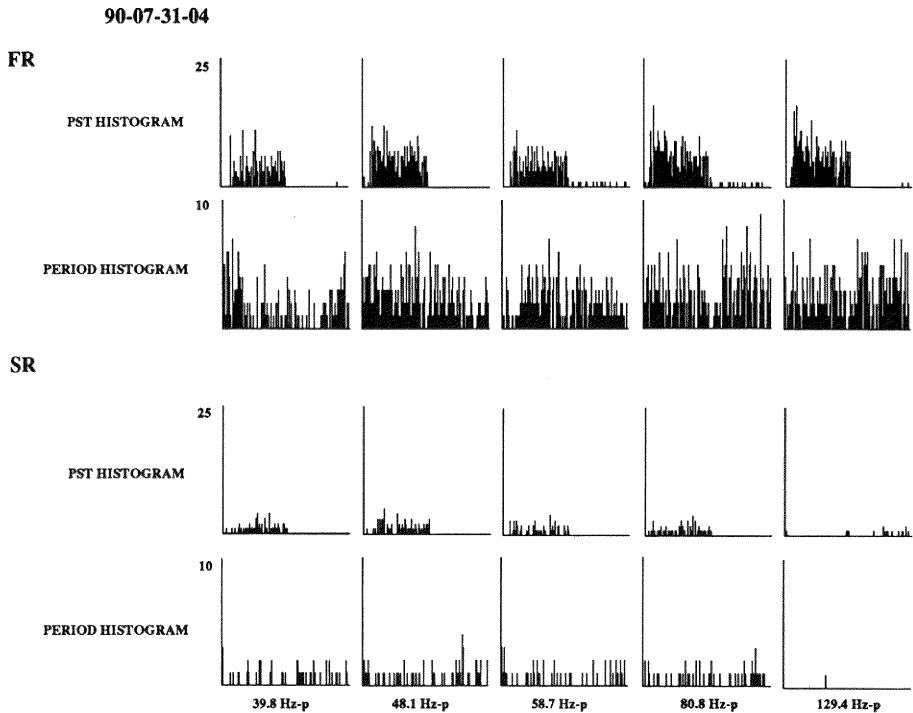 90-07-31-04
FR
25
PST HISTOGRAM
10
PERIOD HISTOGRAM
SR
25
PST HISTOGRAM
10
PERIOD HISTOGRAM
39.8 Hz-p 48.1 Hz-p 58.7 Hz-p 80.8 Hz-p 129.4 Hz-p